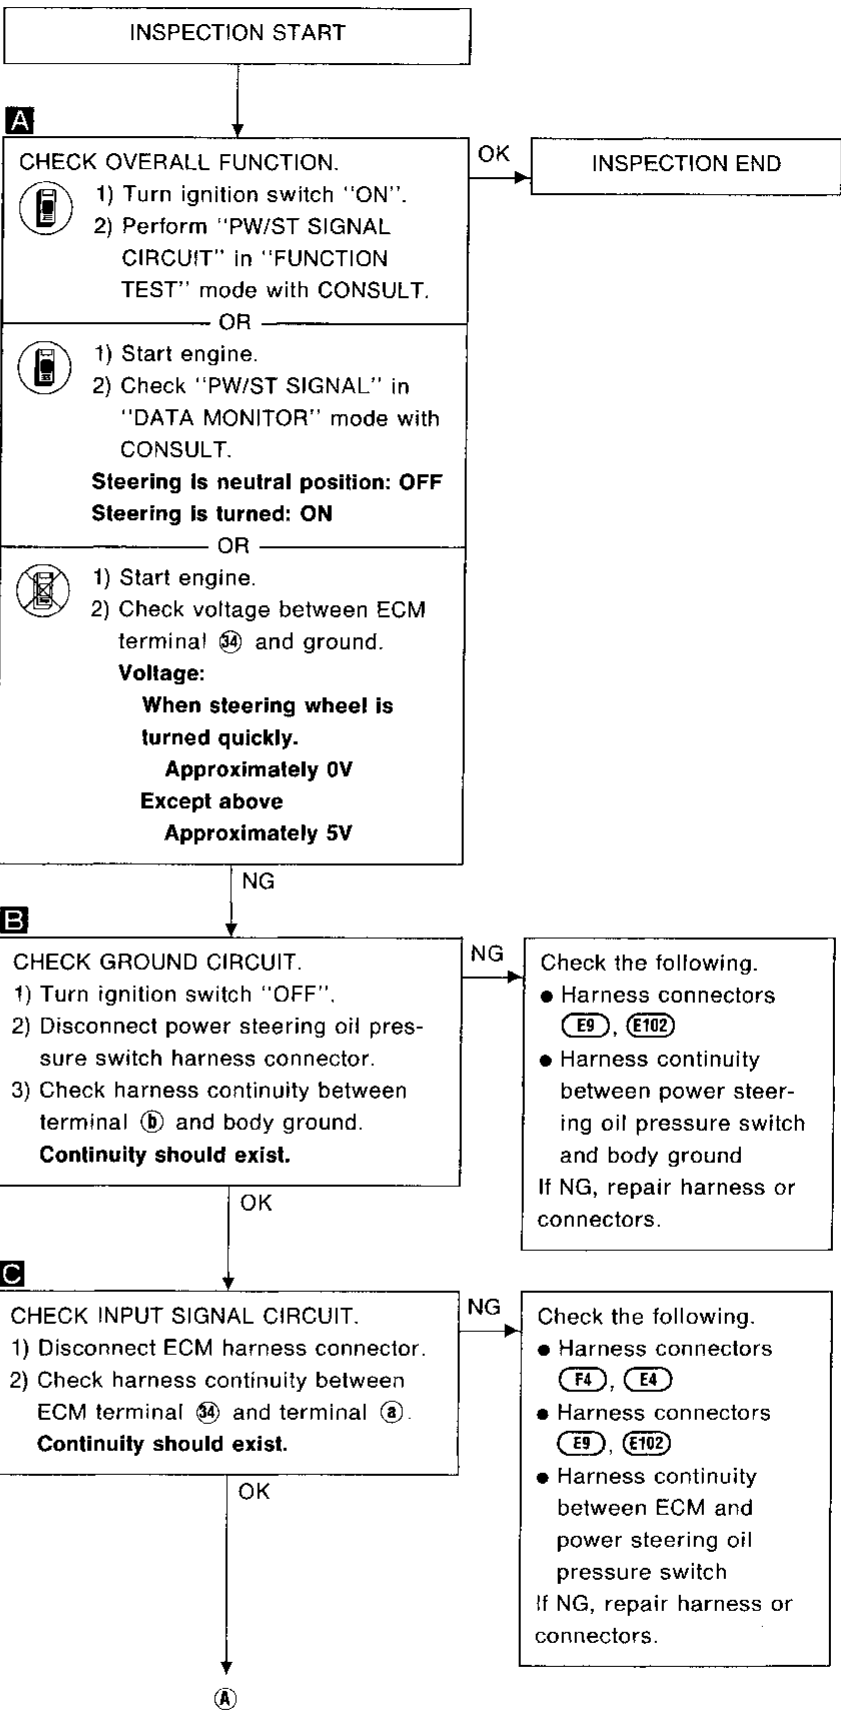 INSPECTION START
A
CHECK OVERALL FUNCTION.
1) Turn ignition switch "ON".
2) Perform "PW/ST SIGNAL
CIRCUIT" in "FUNCTION
TEST" mode with CONSULT.
OR
1) Start engine.
2) Check "PW/ST SIGNAL" in
"DATA MONITOR" mode with
CONSULT.
Steering is neutral position: OFF
Steering is turned: ON
OR
1) Start engine.
2) Check voltage between ECM
terminal 34 and ground.
Voltage:
When steering wheel is
turned quickly.
Approximately 0V
Except above
Approximately 5V
OK
INSPECTION END
NG
B
CHECK GROUND CIRCUIT.
1) Turn ignition switch "OFF".
2) Disconnect power steering oil pres-
sure switch harness connector.
3) Check harness continuity between
terminal ⓑ and body ground.
Continuity should exist.
NG
Check the following.
● Harness connectors
E9, E102
● Harness continuity
between power steer-
ing oil pressure switch
and body ground
If NG, repair harness or
connectors.
OK
C
CHECK INPUT SIGNAL CIRCUIT.
1) Disconnect ECM harness connector.
2) Check harness continuity between
ECM terminal 34 and terminal ⓐ.
Continuity should exist.
NG
Check the following.
● Harness connectors
F4, E4
● Harness connectors
E9, E102
● Harness continuity
between ECM and
power steering oil
pressure switch
If NG, repair harness or
connectors.
OK
Ⓐ